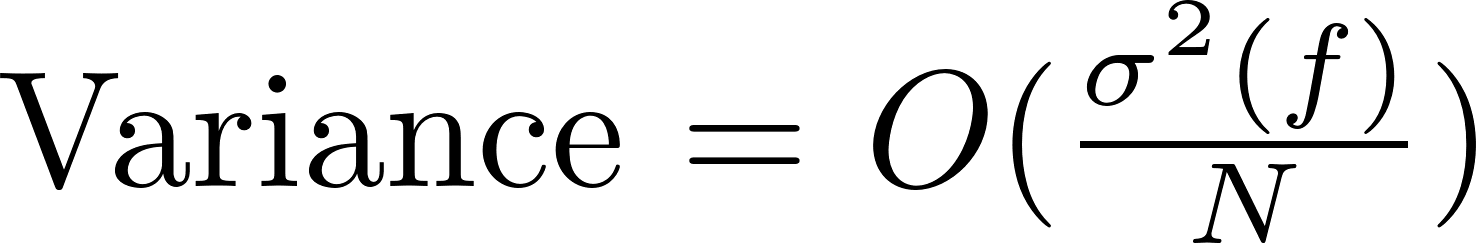 Variance = O(σ²(f)/N)